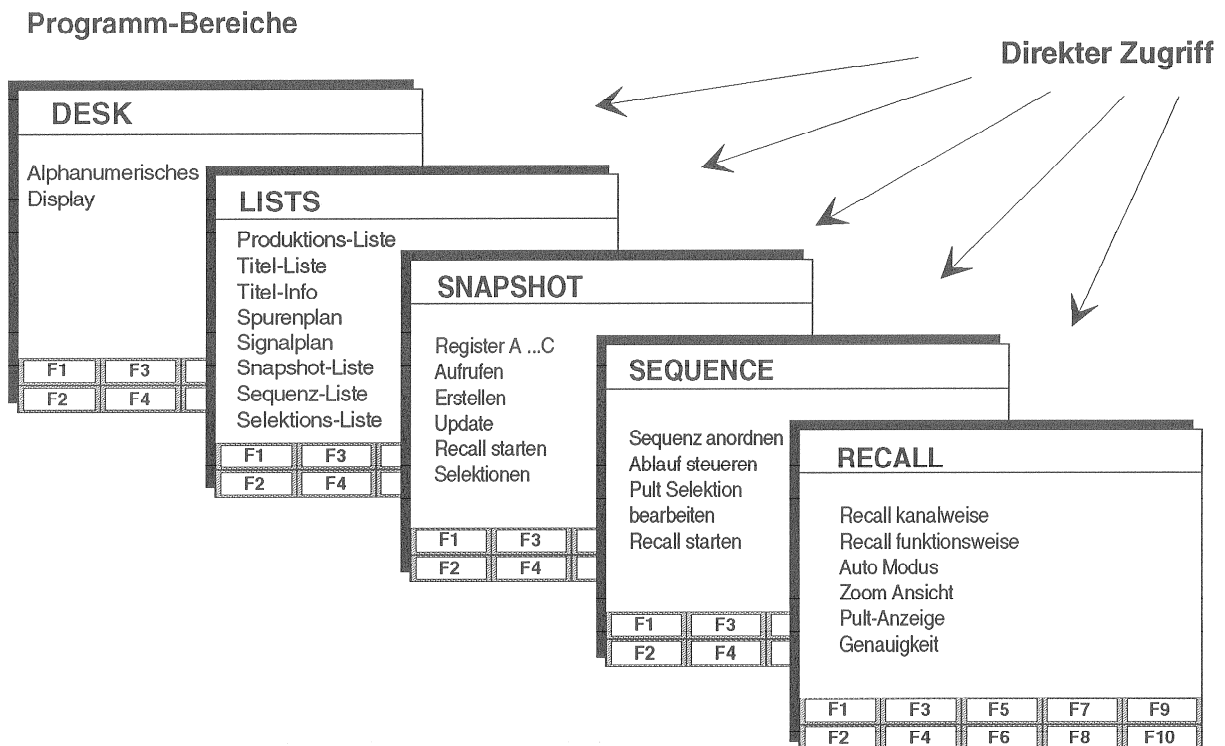 Programm-Bereiche
Direkter Zugriff
DESK
Alphanumerisches
Display
F1 F3
F2 F4
LISTS
Produktions-Liste
Titel-Liste
Titel-Info
Spurenplan
Signalplan
Snapshot-Liste
Sequenz-Liste
Selektions-Liste
F1 F3
F2 F4
SNAPSHOT
Register A ...C
Aufrufen
Erstellen
Update
Recall starten
Selektionen
F1 F3
F2 F4
SEQUENCE
Sequenz anordnen
Ablauf steueren
Pult Selektion
bearbeiten
Recall starten
F1 F3
F2 F4
RECALL
Recall kanalweise
Recall funktionsweise
Auto Modus
Zoom Ansicht
Pult-Anzeige
Genauigkeit
F1 F3 F5 F7 F9
F2 F4 F6 F8 F10